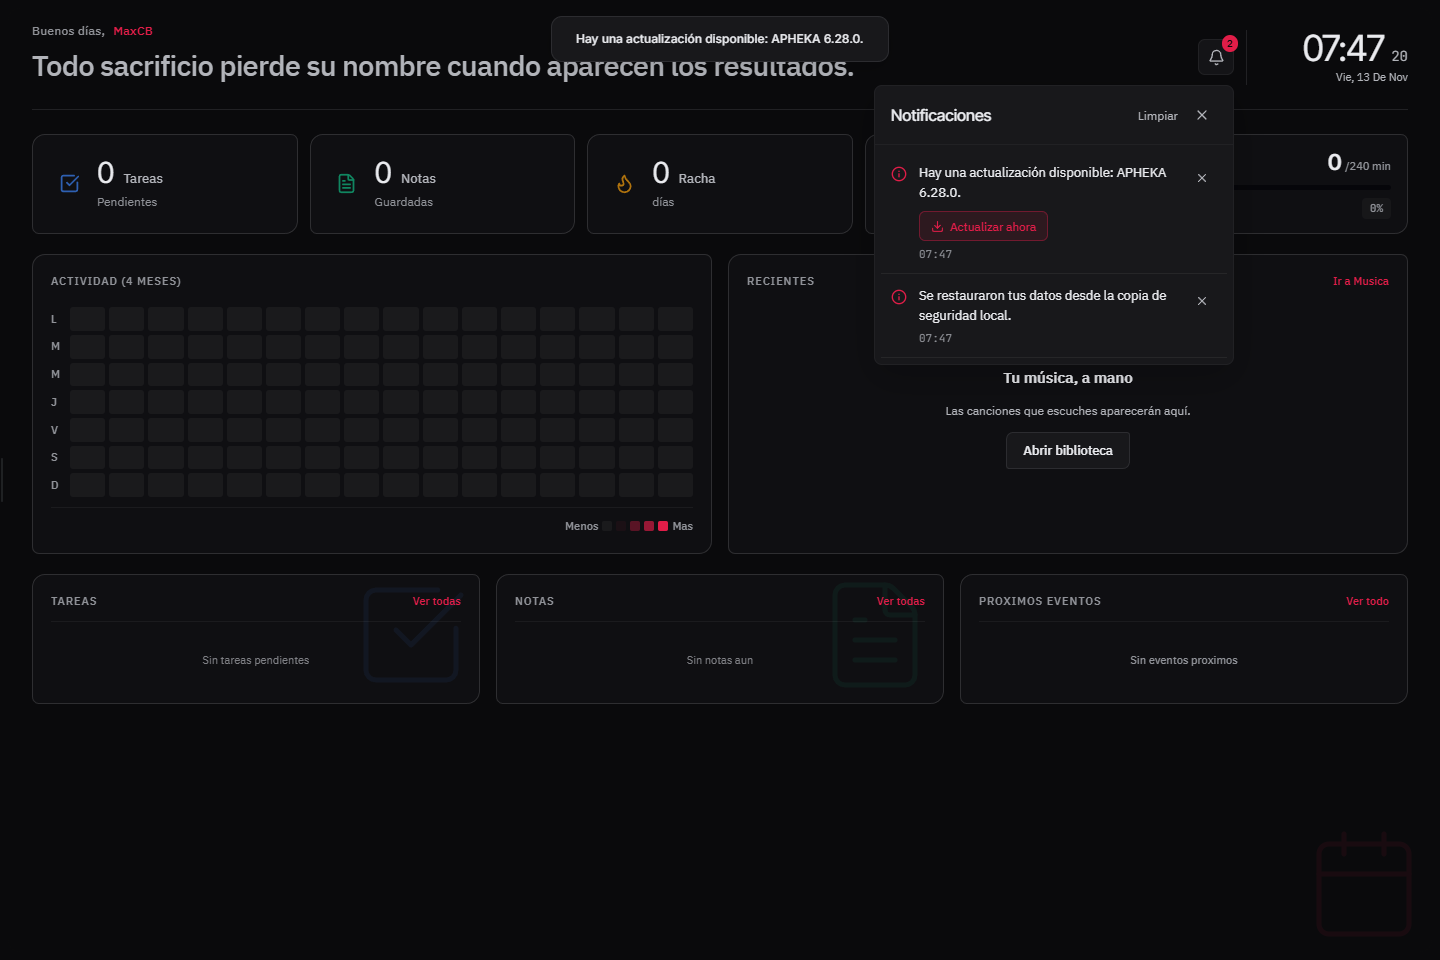 Buenos días, MaxCB
Todo sacrificio pierde su nombre cuando aparecen los resultados.
Hay una actualización disponible: APHEKA 6.28.0.
2
07:47 20
Vie, 13 De Nov
Notificaciones
Limpiar
Hay una actualización disponible: APHEKA
6.28.0.
Actualizar ahora
07:47
Se restauraron tus datos desde la copia de
seguridad local.
07:47
0 Tareas
Pendientes
0 Notas
Guardadas
0 Racha
días
0 /240 min
0%
ACTIVIDAD (4 MESES)
L
M
M
J
V
S
D
Menos
Mas
RECIENTES
Ir a Musica
Tu música, a mano
Las canciones que escuches aparecerán aquí.
Abrir biblioteca
TAREAS
Ver todas
Sin tareas pendientes
NOTAS
Ver todas
Sin notas aun
PROXIMOS EVENTOS
Ver todo
Sin eventos proximos